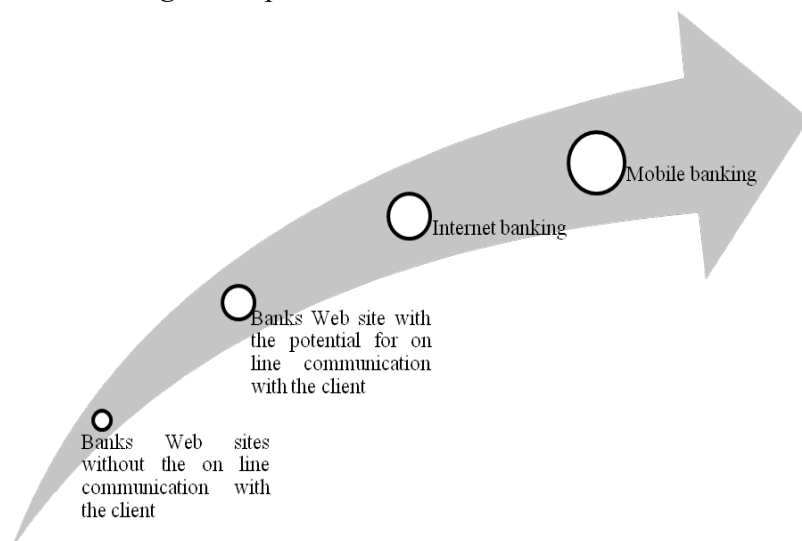 Mobile banking
Internet banking
Banks Web site with
the potential for on
line communication
with the client
Banks Web sites
without the on line
communication with
the client